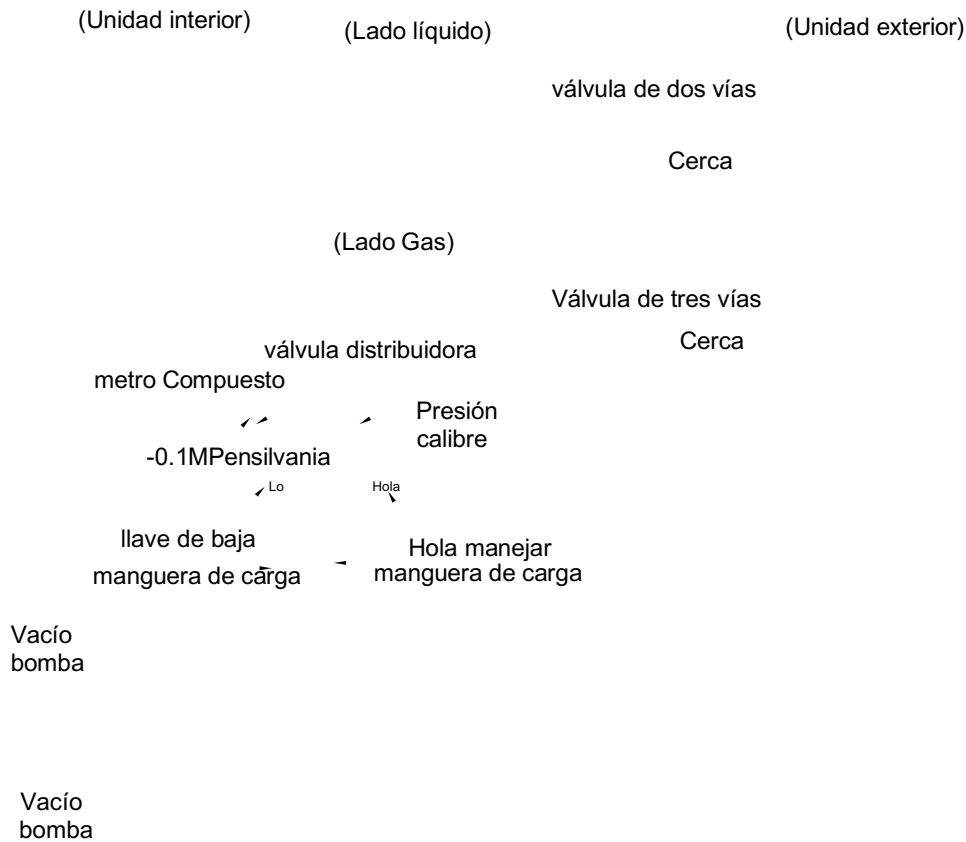 (Unidad interior)
(Lado líquido)
(Unidad exterior)
válvula de dos vías
Cerca
(Lado Gas)
Válvula de tres vías
Cerca
válvula distribuidora
metro Compuesto
Presión
calibre
-0.1MPensilvania
Lo
Hola
llave de baja
manguera de carga
Hola manejar
manguera de carga
Vacío
bomba
Vacío
bomba